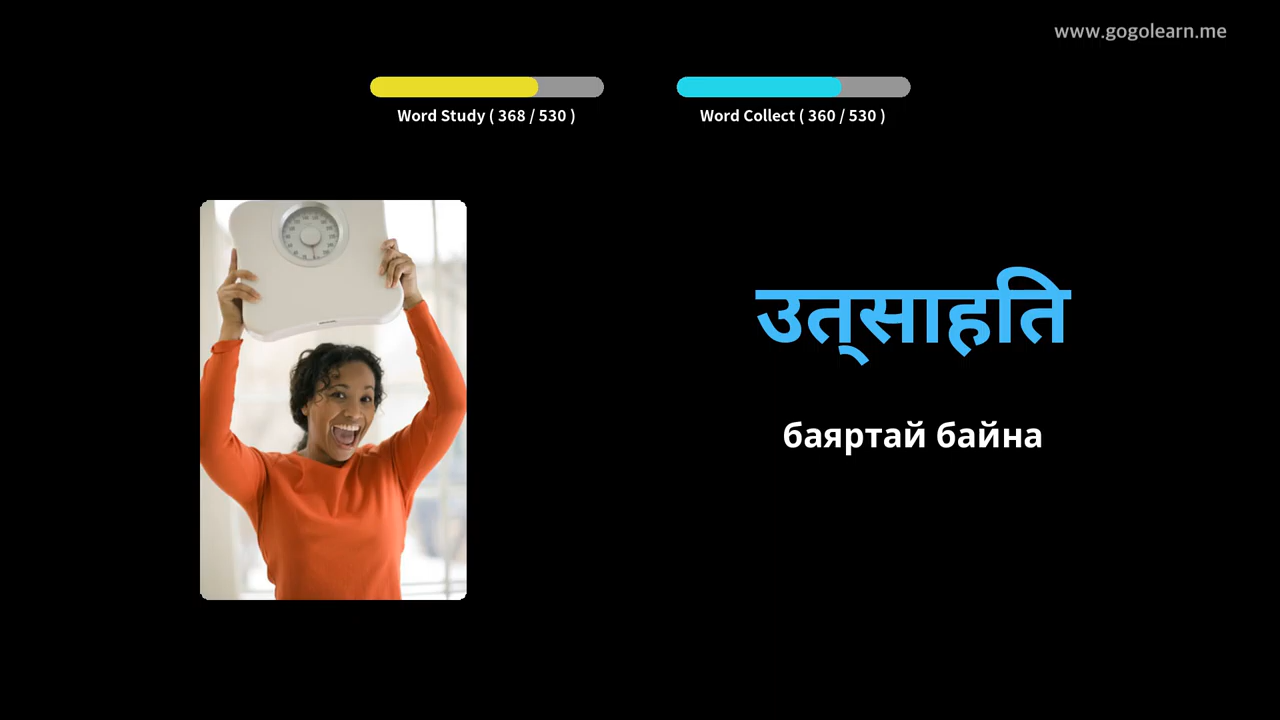 www.gogolearn.me
Word Study ( 368 / 530 )
Word Collect ( 360 / 530 )
उत्‌साहति
баяртай байна